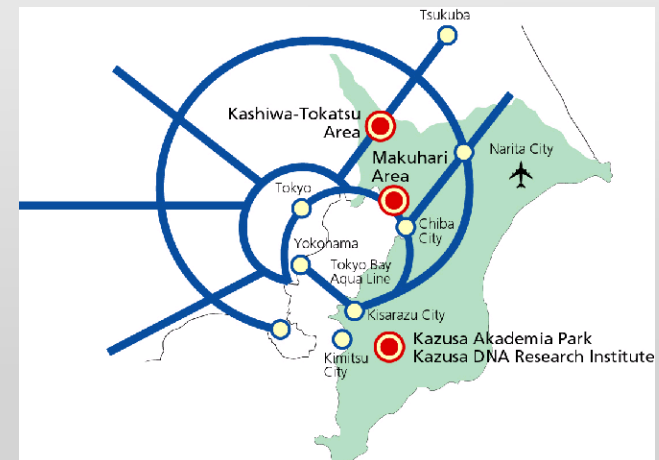 Tsukuba
Kashiwa-Tokatsu
Area
Makuhari
Area
Narita City
Tokyo
Chiba
City
Yokohama
Tokyo Bay
Aqua Line
Kisarazu City
Kimitsu
City
Kazusa Akademia Park
Kazusa DNA Research Institute